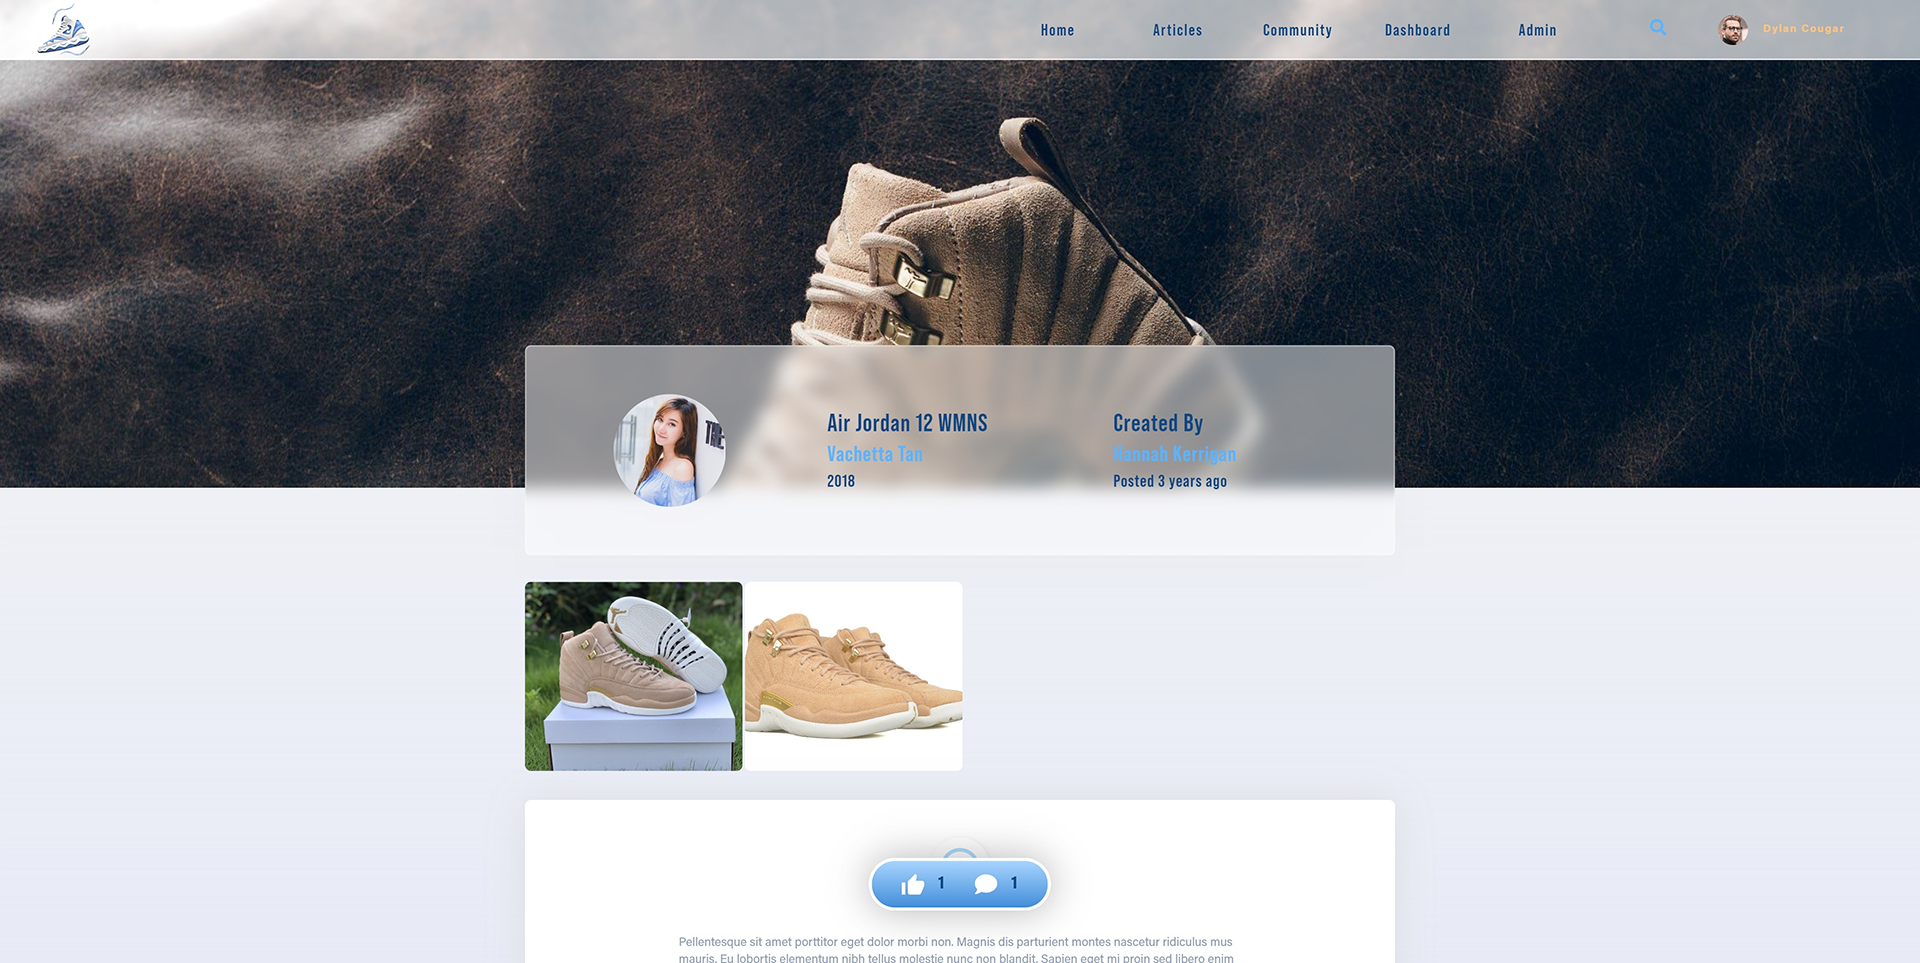 Home Articles Community Dashboard Admin Dylan Cougar
Air Jordan 12 WMNS
Vachetta Tan
2018
Created By
Hannah Kerrigan
Posted 3 years ago
1 1
Pellentesque sit amet porttitor eget dolor morbi non. Magnis dis parturient montes nascetur ridiculus mus
mauris. Eu lobortis elementum nibh tellus molestie nunc non blandit. Sapien eget mi proin sed libero enim